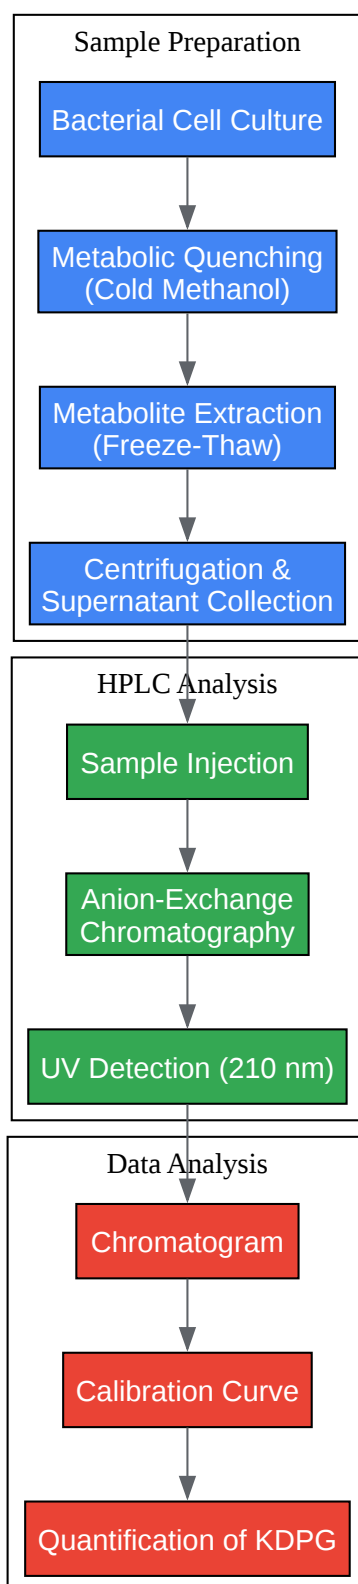 Sample Preparation
Bacterial Cell Culture
Metabolic Quenching
(Cold Methanol)
Metabolite Extraction
(Freeze-Thaw)
Centrifugation &
Supernatant Collection
HPLC Analysis
Sample Injection
Anion-Exchange
Chromatography
UV Detection (210 nm)
Data Analysis
Chromatogram
Calibration Curve
Quantification of KDPG